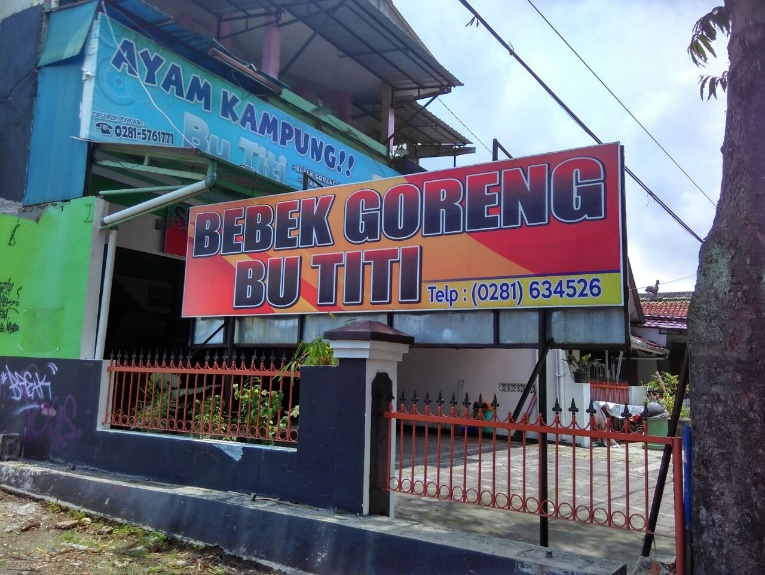 AYAM KAMPUNG!!
0281-5761771
Bu Titi
BEBEK GORENG
BU TITI
Telp : (0281) 634526